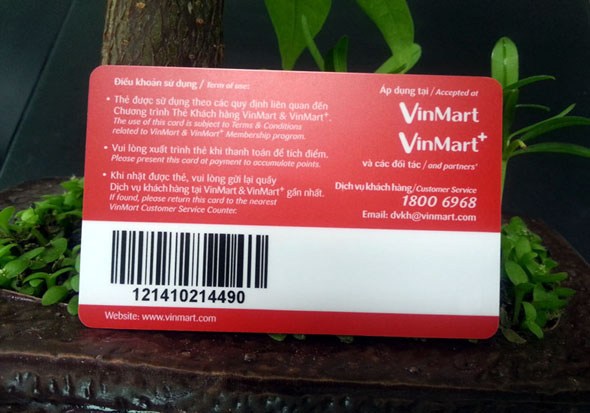 Điều khoản sử dụng / Term of use:
• Thẻ được sử dụng theo các quy định liên quan đến
Chương trình Thẻ Khách hàng VinMart & VinMart⁺.
The use of this card is subject to Terms & Conditions
related to VinMart & VinMart⁺ Membership program.
• Vui lòng xuất trình thẻ khi thanh toán để tích điểm.
Please present this card at payment to accumulate points.
• Khi nhặt được thẻ, vui lòng gửi lại quầy
Dịch vụ khách hàng tại VinMart & VinMart⁺ gần nhất.
If found, please return this card to the nearest
VinMart Customer Service Counter.
Áp dụng tại / Accepted at
VinMart
VinMart⁺
và các đối tác / and partners'
Dịch vụ khách hàng/Customer Service
1800 6968
Email: dvkh@vinmart.com
121410214490
Website: www.vinmart.com